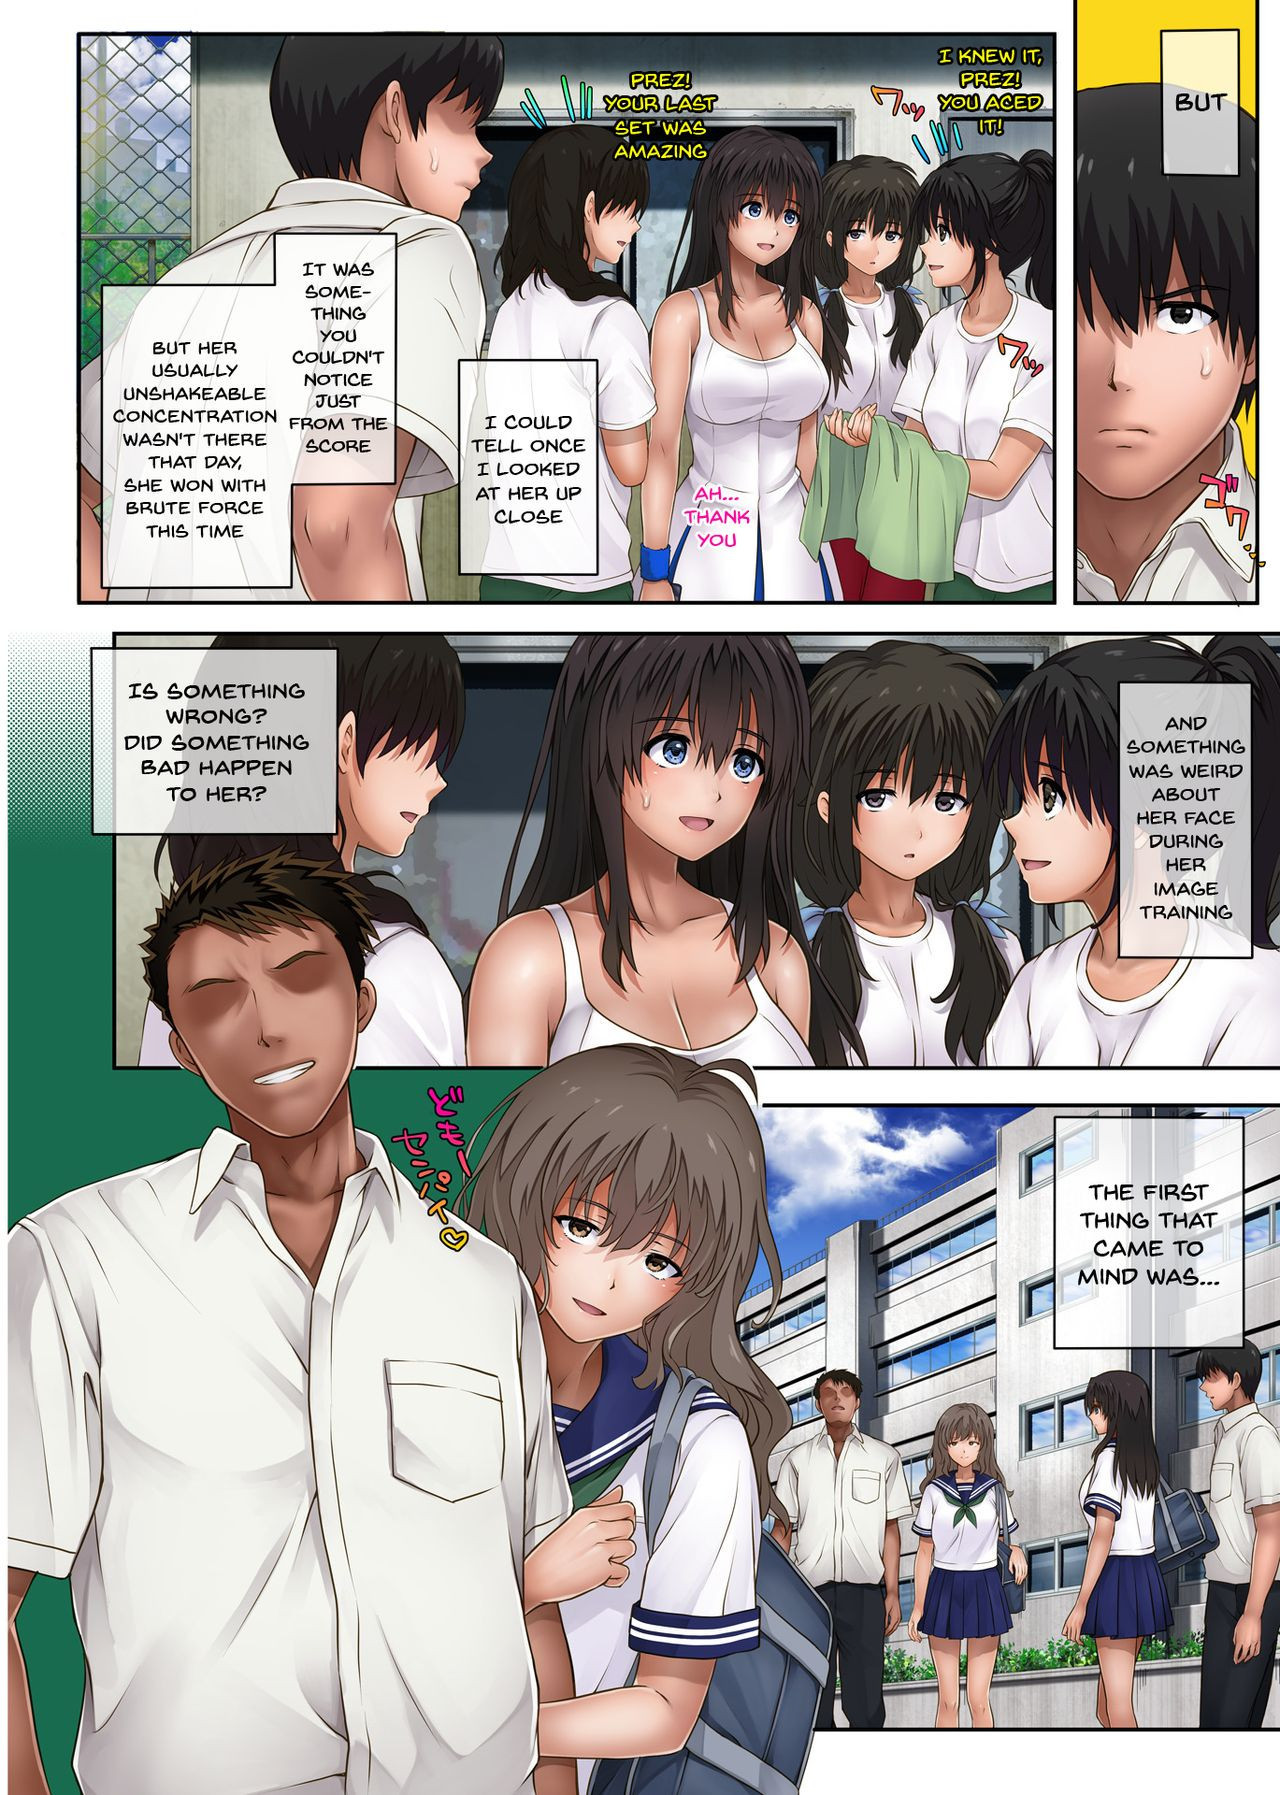 BUT
ゴク
I KNEW IT,
PREZ!
YOU ACED
IT!
ワッ
PREZ!
YOUR LAST
SET WAS
AMAZING
ワッ
AH...
THANK
YOU
I COULD
TELL ONCE
I LOOKED
AT HER UP
CLOSE
IT WAS
SOME-
THING
YOU
COULDN'T
NOTICE
JUST
FROM THE
SCORE
BUT HER
USUALLY
UNSHAKEABLE
CONCENTRATION
WASN'T THERE
THAT DAY,
SHE WON WITH
BRUTE FORCE
THIS TIME
AND
SOMETHING
WAS WEIRD
ABOUT
HER FACE
DURING
HER
IMAGE
TRAINING
IS SOMETHING
WRONG?
DID SOMETHING
BAD HAPPEN
TO HER?
THE FIRST
THING THAT
CAME TO
MIND WAS...
どもー
センパイ♡